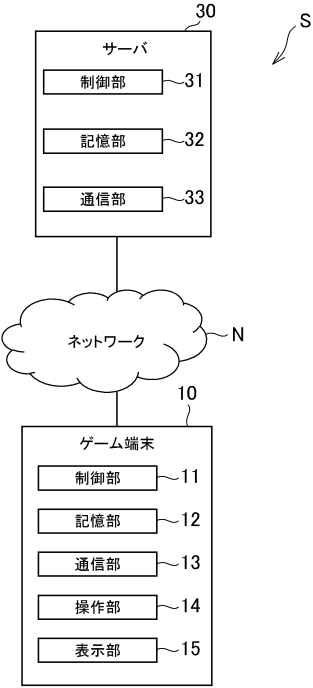 30
S
サーバ
制御部 31
記憶部 32
通信部 33
ネットワーク N
10
ゲーム端末
制御部 11
記憶部 12
通信部 13
操作部 14
表示部 15